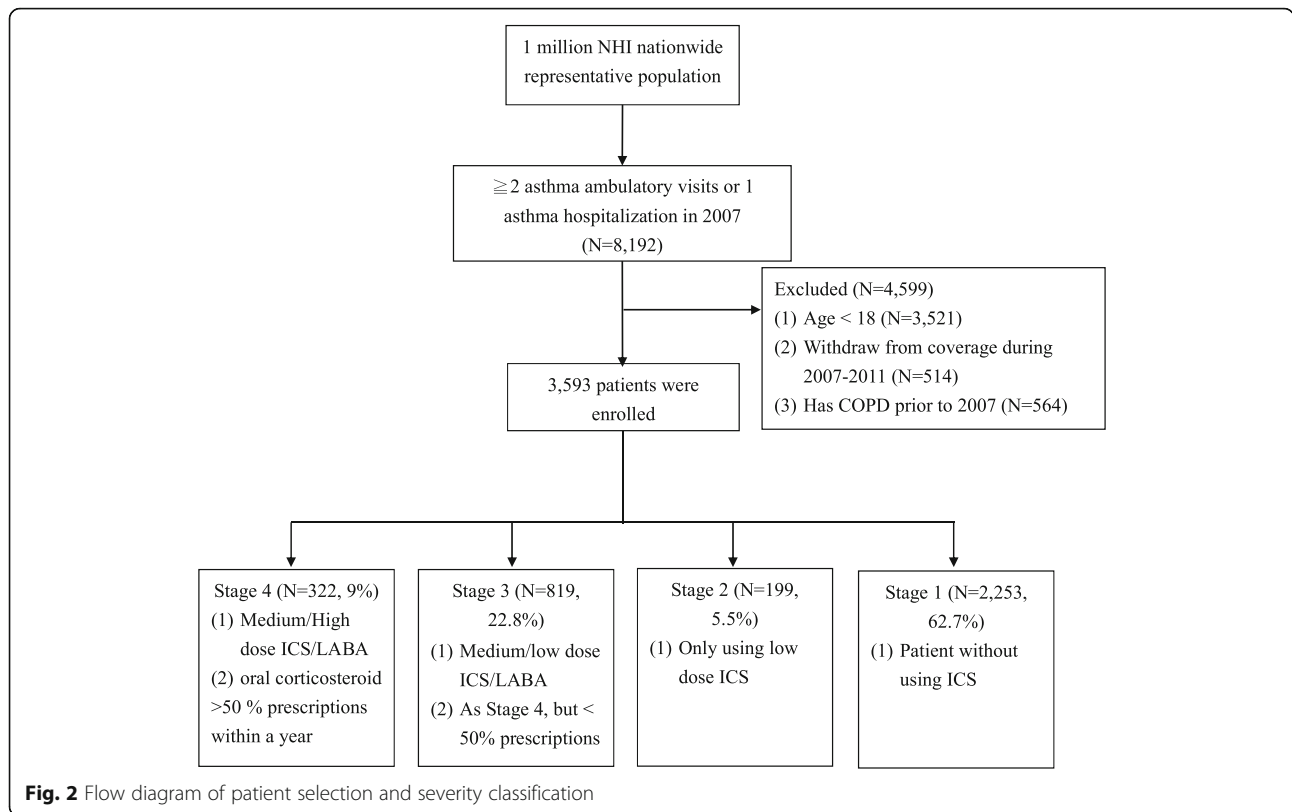 1 million NHI nationwide
representative population
≧2 asthma ambulatory visits or 1
asthma hospitalization in 2007
(N=8,192)
Excluded (N=4,599)
(1) Age < 18 (N=3,521)
(2) Withdraw from coverage during
2007-2011 (N=514)
(3) Has COPD prior to 2007 (N=564)
3,593 patients were
enrolled
Stage 4 (N=322, 9%)
(1) Medium/High
dose ICS/LABA
(2) oral corticosteroid
>50 % prescriptions
within a year
Stage 3 (N=819,
22.8%)
(1) Medium/low dose
ICS/LABA
(2) As Stage 4, but <
50% prescriptions
Stage 2 (N=199,
5.5%)
(1) Only using low
dose ICS
Stage 1 (N=2,253,
62.7%)
(1) Patient without
using ICS
Fig. 2 Flow diagram of patient selection and severity classification